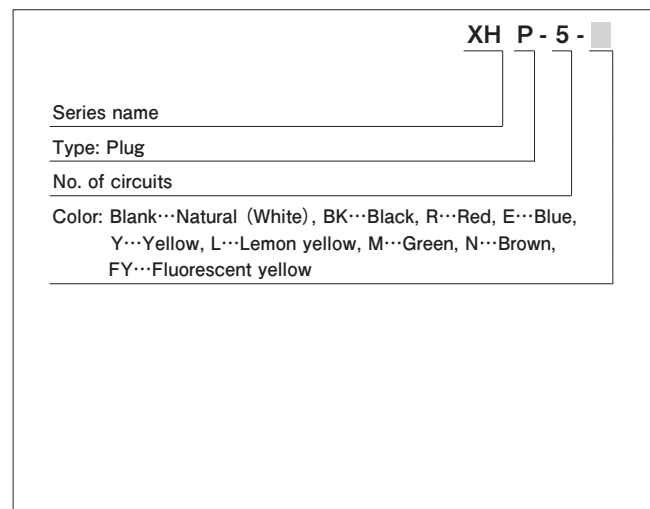 XH P - 5 -
Series name
Type: Plug
No. of circuits
Color: Blank…Natural (White), BK…Black, R…Red, E…Blue,
Y…Yellow, L…Lemon yellow, M…Green, N…Brown,
FY…Fluorescent yellow